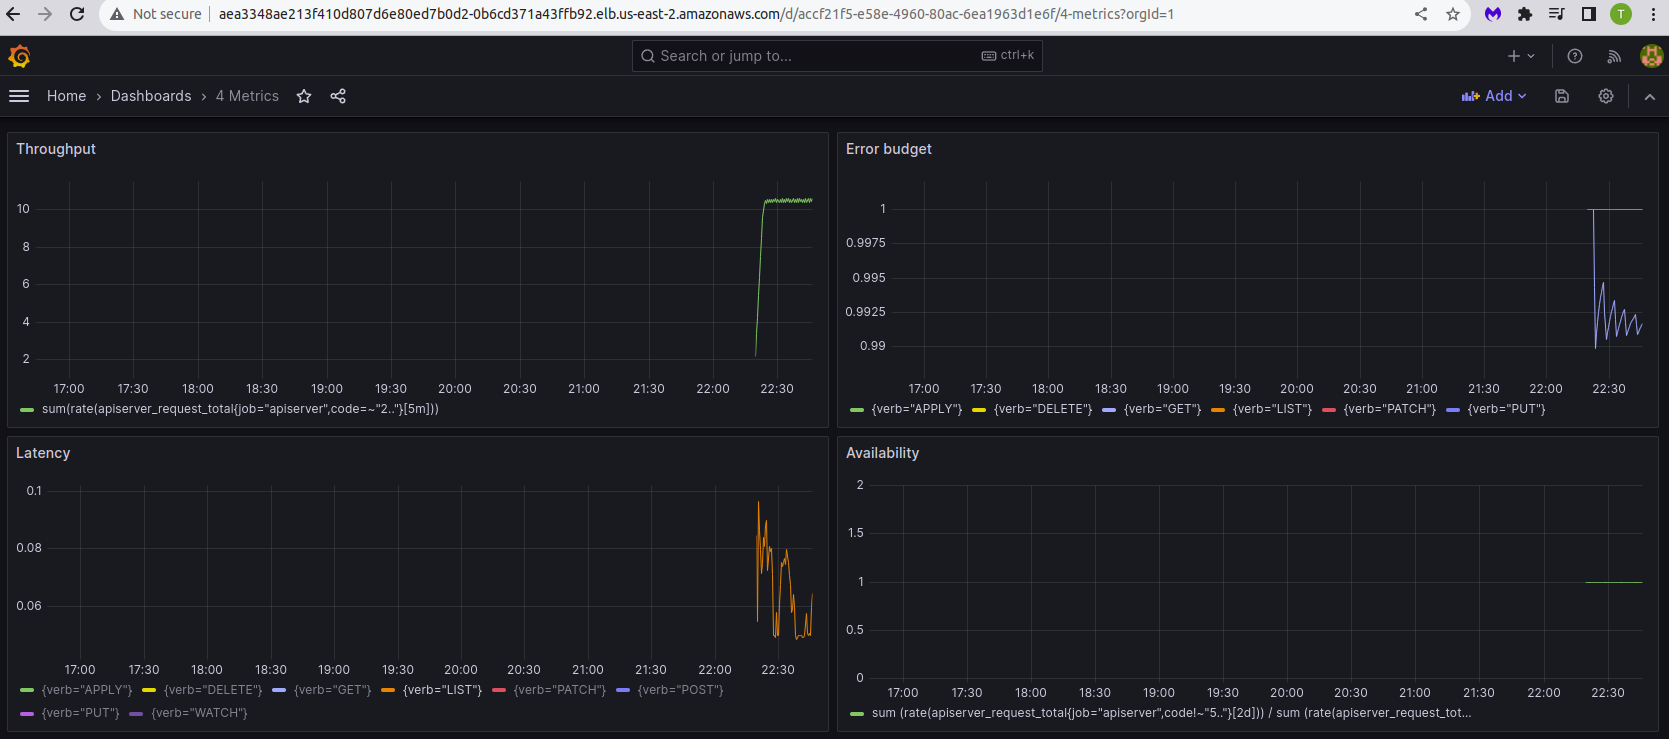 Not secure | aea3348ae213f410d807d6e80ed7b0d2-0b6cd371a43ffb92.elb.us-east-2.amazonaws.com/d/accf21f5-e58e-4960-80ac-6ea1963d1e6f/4-metrics?orgId=1
T
Search or jump to...
ctrl+k
Home › Dashboards › 4 Metrics
Add
Throughput
10
8
6
4
2
17:00 17:30 18:00 18:30 19:00 19:30 20:00 20:30 21:00 21:30 22:00 22:30
sum(rate(apiserver_request_total{job="apiserver",code=~"2.."}[5m]))
Error budget
1
0.9975
0.995
0.9925
0.99
17:00 17:30 18:00 18:30 19:00 19:30 20:00 20:30 21:00 21:30 22:00 22:30
{verb="APPLY"} {verb="DELETE"} {verb="GET"} {verb="LIST"} {verb="PATCH"} {verb="PUT"}
Latency
0.1
0.08
0.06
17:00 17:30 18:00 18:30 19:00 19:30 20:00 20:30 21:00 21:30 22:00 22:30
{verb="APPLY"} {verb="DELETE"} {verb="GET"} {verb="LIST"} {verb="PATCH"} {verb="POST"}
{verb="PUT"} {verb="WATCH"}
Availability
2
1.5
1
0.5
0
17:00 17:30 18:00 18:30 19:00 19:30 20:00 20:30 21:00 21:30 22:00 22:30
sum (rate(apiserver_request_total{job="apiserver",code!~"5.."}[2d])) / sum (rate(apiserver_request_tot...